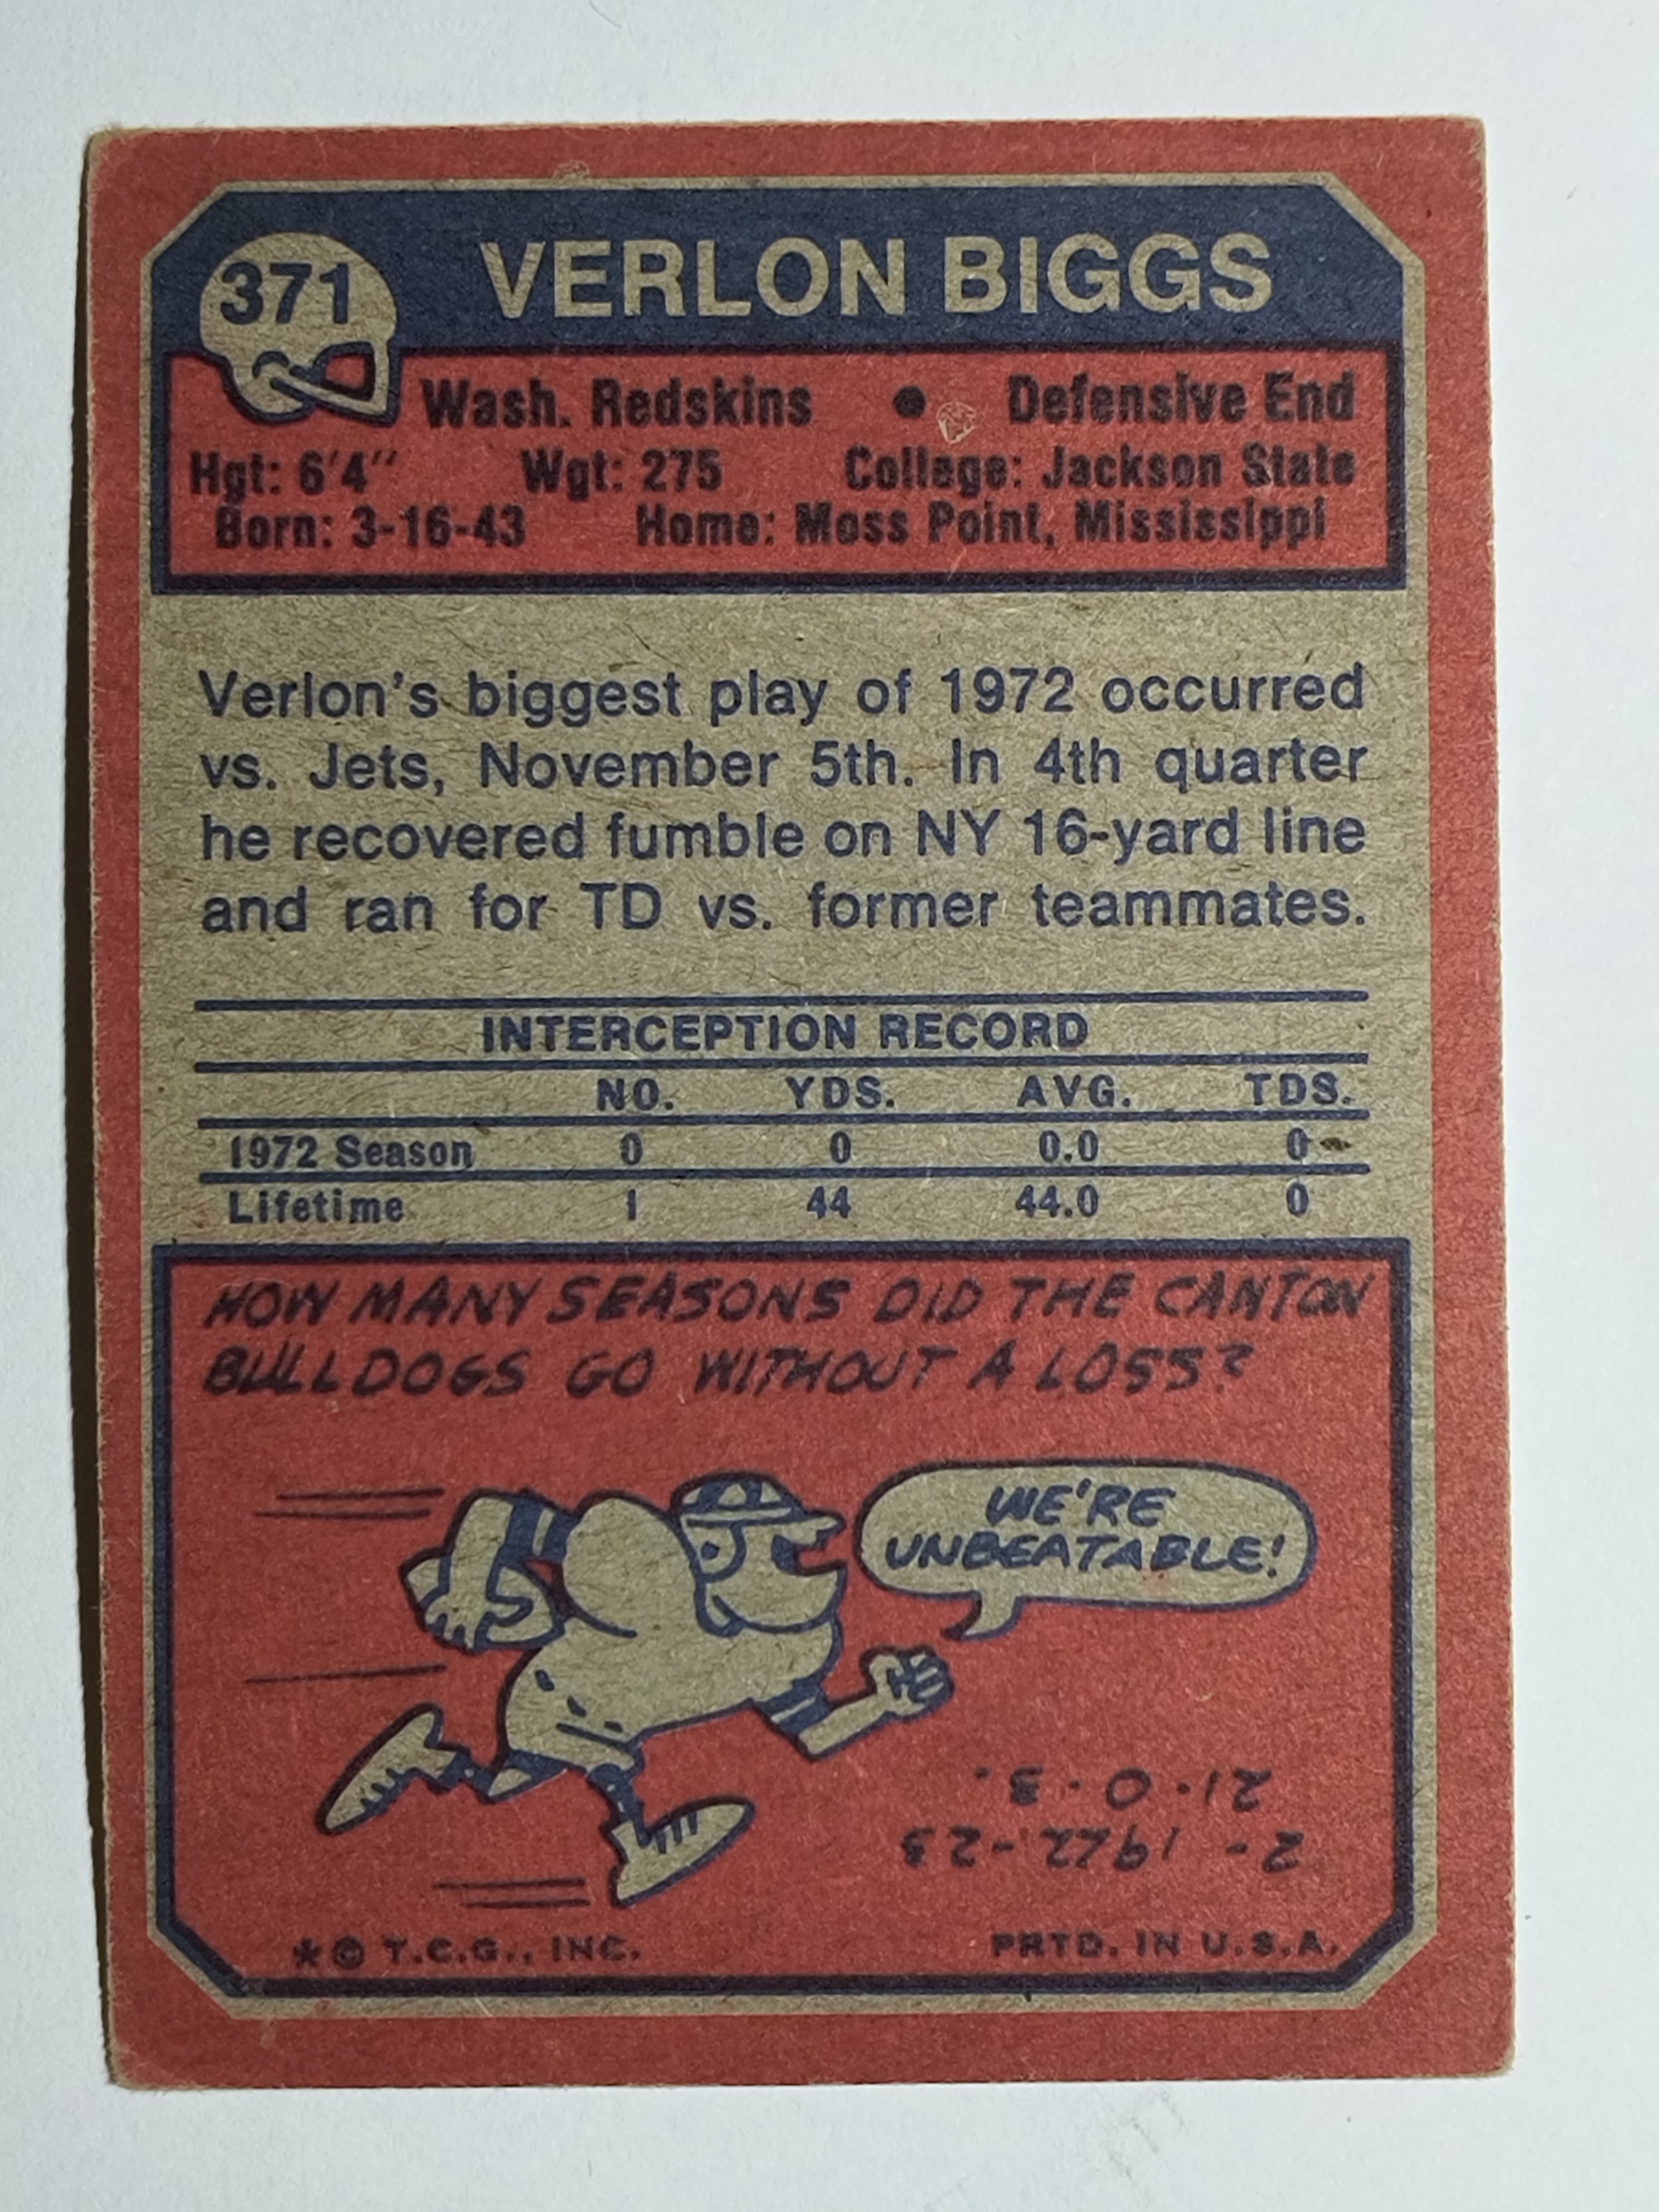 371
VERLON BIGGS
Wash. Redskins • Defensive End
Hgt: 6'4" Wgt: 275 College: Jackson State
Born: 3-16-43 Home: Moss Point, Mississippi
Verlon's biggest play of 1972 occurred
vs. Jets, November 5th. In 4th quarter
he recovered fumble on NY 16-yard line
and ran for TD vs. former teammates.
INTERCEPTION RECORD
NO. YDS. AVG. TDS.
1972 Season 0 0 0.0 0
Lifetime 1 44 44.0 0
HOW MANY SEASONS DID THE CANTON
BULLDOGS GO WITHOUT A LOSS?
WE'RE
UNBEATABLE!
2- 1922-23
21-0-3.
*© T.C.G., INC. PRTD. IN U.S.A.